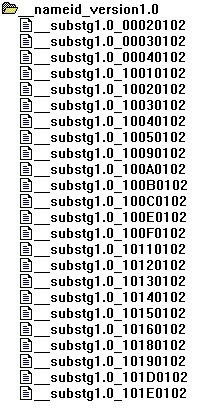 __nameid_version1.0
__substg1.0_00020102
__substg1.0_00030102
__substg1.0_00040102
__substg1.0_10010102
__substg1.0_10020102
__substg1.0_10030102
__substg1.0_10040102
__substg1.0_10050102
__substg1.0_10090102
__substg1.0_100A0102
__substg1.0_100B0102
__substg1.0_100C0102
__substg1.0_100E0102
__substg1.0_100F0102
__substg1.0_10110102
__substg1.0_10120102
__substg1.0_10130102
__substg1.0_10140102
__substg1.0_10150102
__substg1.0_10160102
__substg1.0_10180102
__substg1.0_10190102
__substg1.0_101D0102
__substg1.0_101E0102